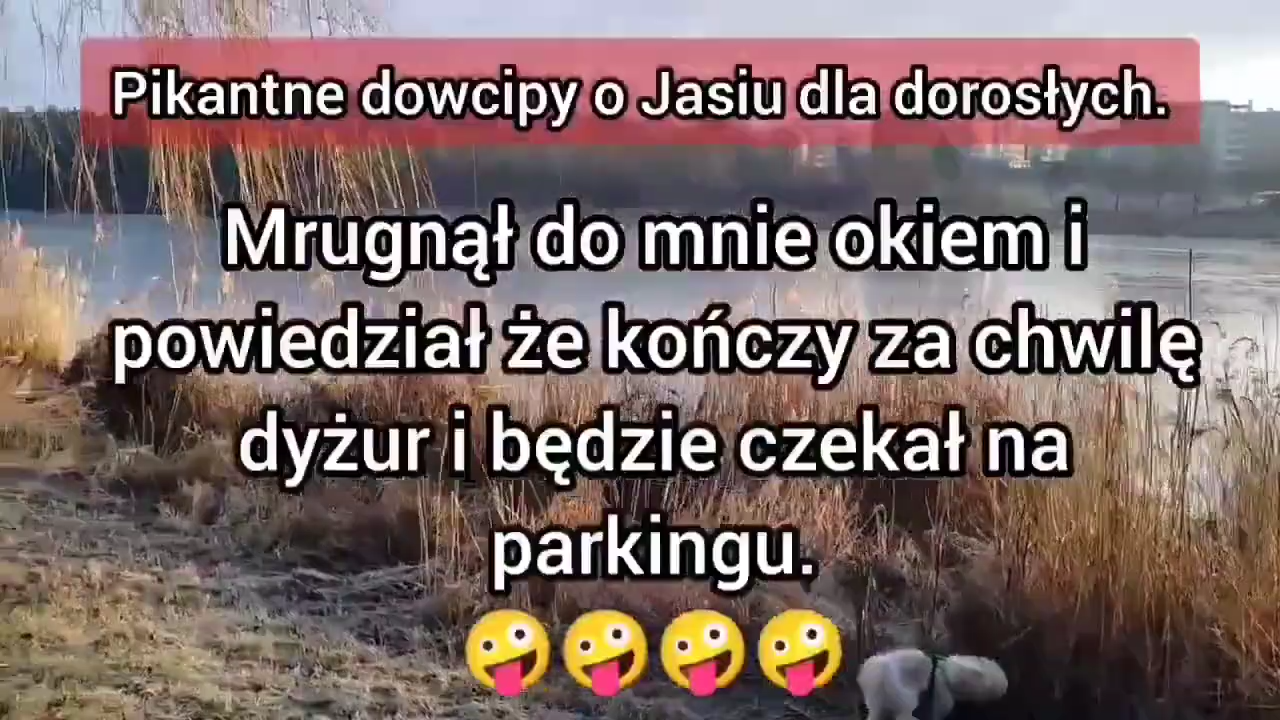 Pikantne dowcipy o Jasiu dla dorosłych.
Mrugnął do mnie okiem i
powiedział że kończy za chwilę
dyżur i będzie czekał na
parkingu.
🤪🤪🤪🤪